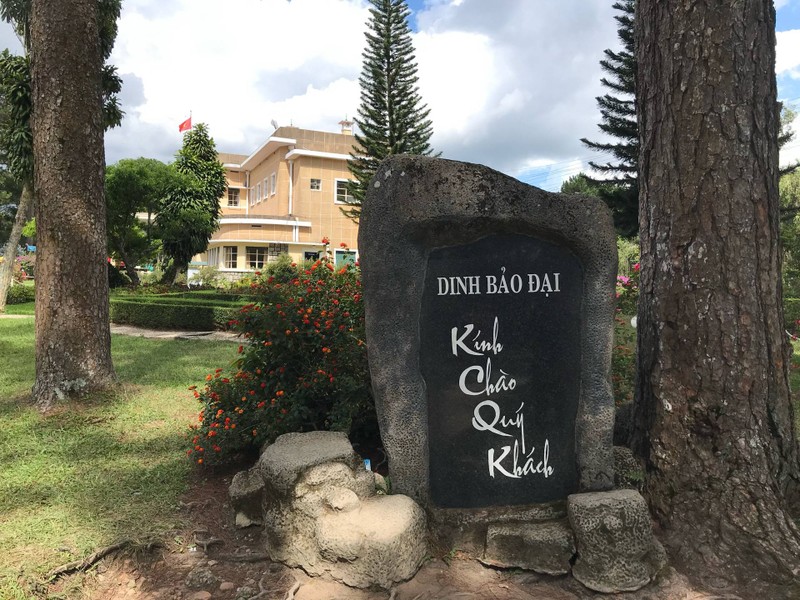 DINH BẢO ĐẠI
Kính
Chào
Quý
Khách